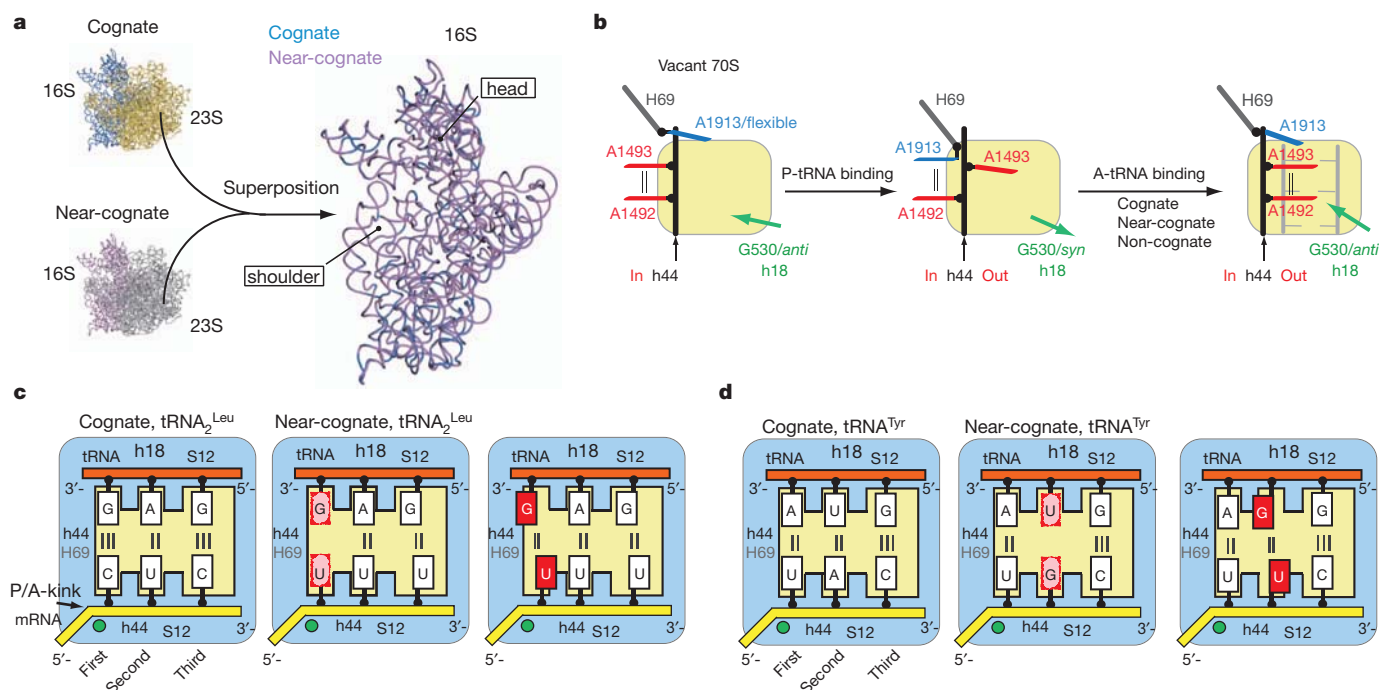 a
Cognate
16S
23S
Near-cognate
16S
23S
Superposition
Cognate
Near-cognate
16S
head
shoulder
b
Vacant 70S
H69
A1913/flexible
A1493
A1492
G530/anti
h18
In h44
P-tRNA binding
H69
A1913
A1493
A1492
G530/syn
h18
In h44 Out
A-tRNA binding
Cognate
Near-cognate
Non-cognate
H69
A1913
A1493
A1492
G530/anti
h18
In h44 Out
c
Cognate, tRNA₂ᴸᵉᵘ
tRNA h18 S12
3′- 5′-
G A G
h44
H69
C U C
P/A-kink
mRNA
h44 S12 3′-
5′-
First Second Third
Near-cognate, tRNA₂ᴸᵉᵘ
tRNA h18 S12
3′- 5′-
G A G
h44
H69
U U U
h44 S12 3′-
5′-
tRNA h18 S12
3′- 5′-
G A G
h44
H69
U U U
h44 S12 3′-
5′-
d
Cognate, tRNAᵀʸʳ
tRNA h18 S12
3′- 5′-
A U G
h44
H69
U A C
h44 S12 3′-
5′-
First Second Third
Near-cognate, tRNAᵀʸʳ
tRNA h18 S12
3′- 5′-
A U G
h44
H69
U G C
h44 S12 3′-
5′-
tRNA h18 S12
3′- 5′-
A G G
h44
H69
U U C
h44 S12 3′-
5′-